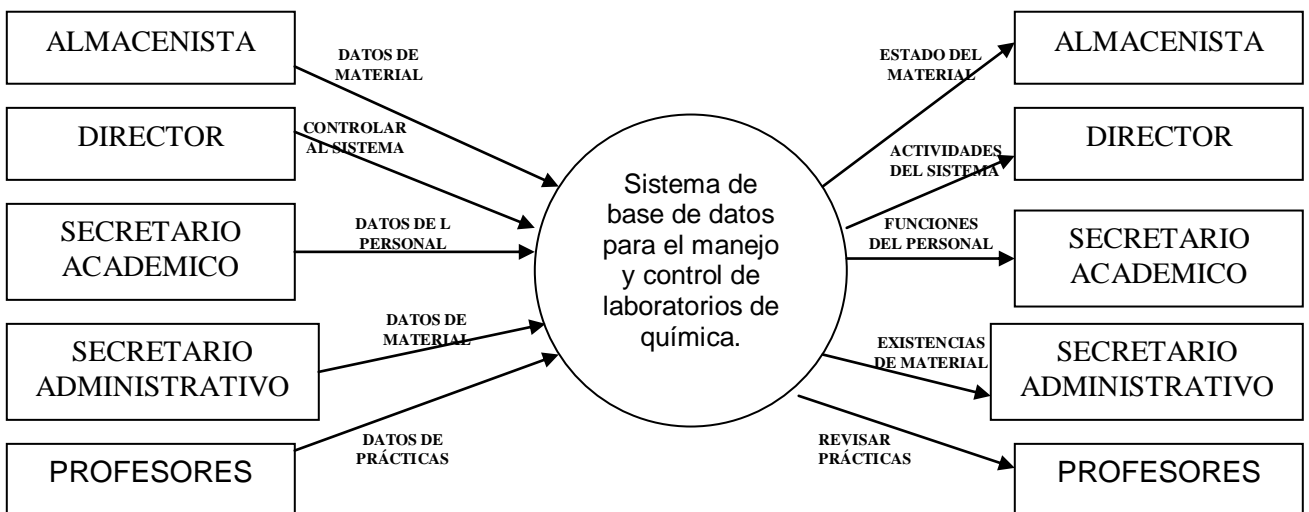 ALMACENISTA
DATOS DE
MATERIAL
DIRECTOR
CONTROLAR
AL SISTEMA
SECRETARIO
ACADEMICO
DATOS DE L
PERSONAL
SECRETARIO
ADMINISTRATIVO
DATOS DE
MATERIAL
PROFESORES
DATOS DE
PRÁCTICAS
Sistema de
base de datos
para el manejo
y control de
laboratorios de
química.
ESTADO DEL
MATERIAL
ALMACENISTA
ACTIVIDADES
DEL SISTEMA
DIRECTOR
FUNCIONES
DEL PERSONAL
SECRETARIO
ACADEMICO
EXISTENCIAS
DE MATERIAL
SECRETARIO
ADMINISTRATIVO
REVISAR
PRÁCTICAS
PROFESORES